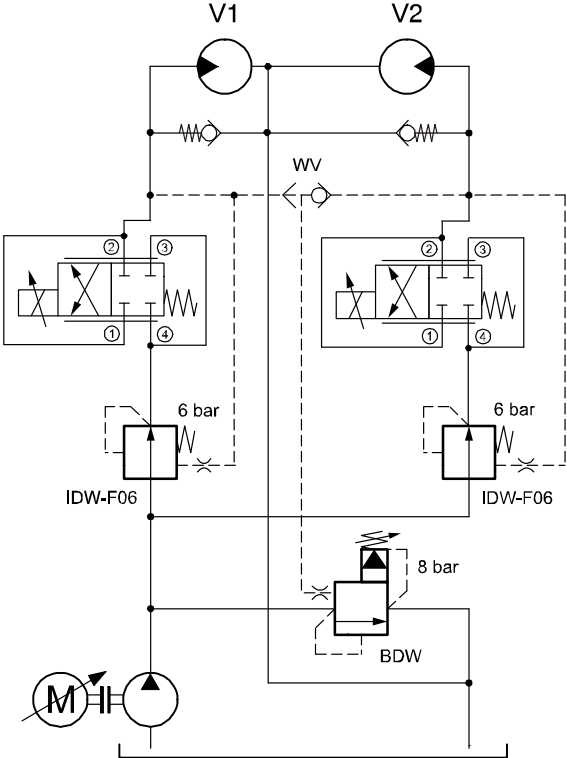 V1 V2
WV
2 3 2 3
1 4 1 4
6 bar 6 bar
IDW-F06 IDW-F06
8 bar
BDW
M